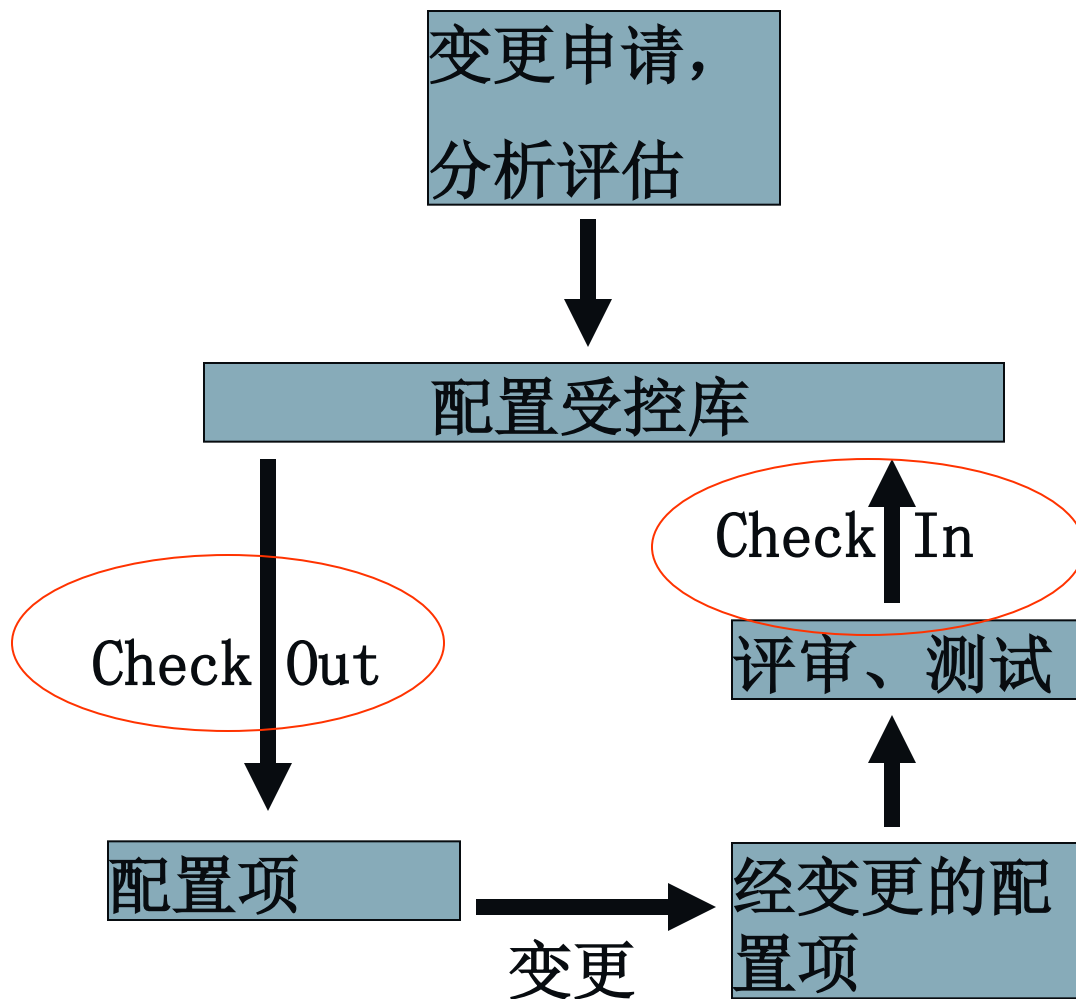 变更申请，
分析评估
配置受控库
Check In
Check Out
评审、测试
配置项
经变更的配
置项
变更